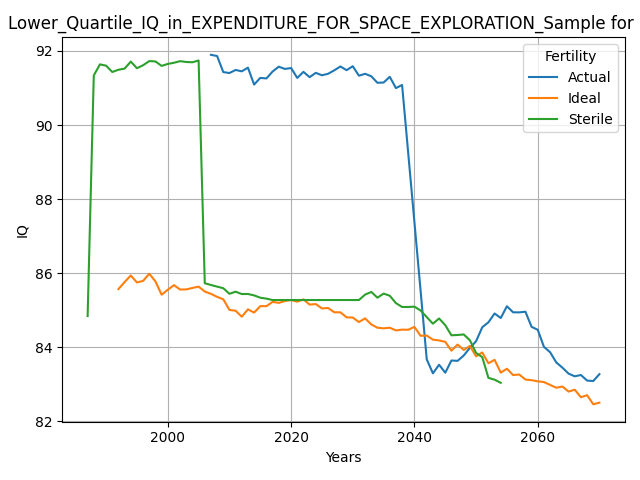 Lower_Quartile_IQ_in_EXPENDITURE_FOR_SPACE_EXPLORATION_Sample for
92
90
88
86
84
82
IQ
Fertility
Actual
Ideal
Sterile
2000
2020
2040
2060
Years